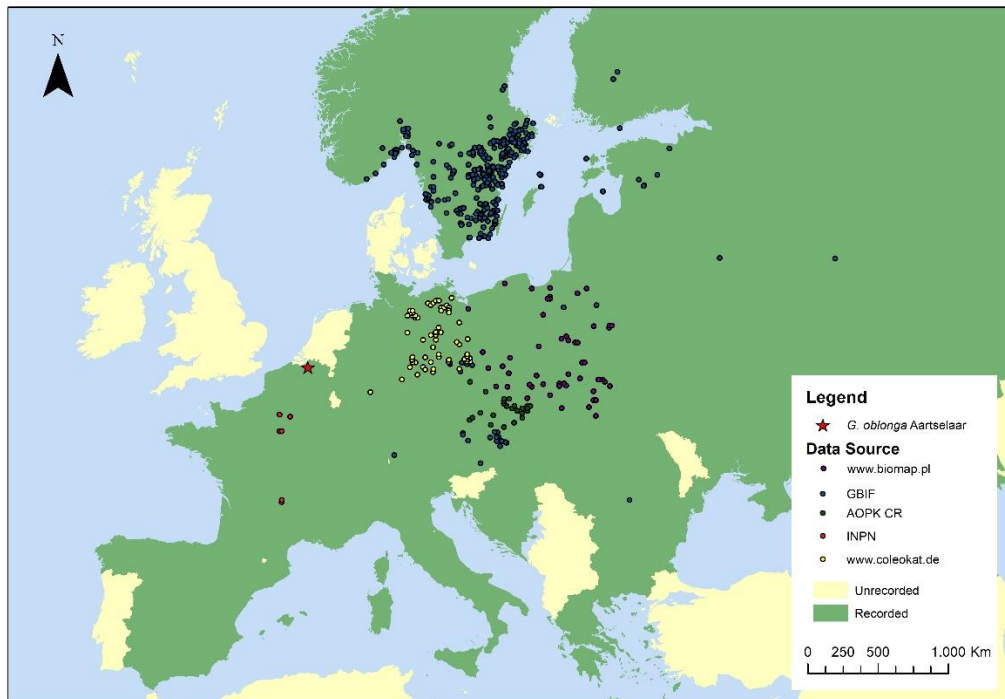 N
Legend
G. oblonga Aartselaar
Data Source
www.biomap.pl
GBIF
AOPK CR
INPN
www.coleokat.de
Unrecorded
Recorded
0 250 500 1.000 Km